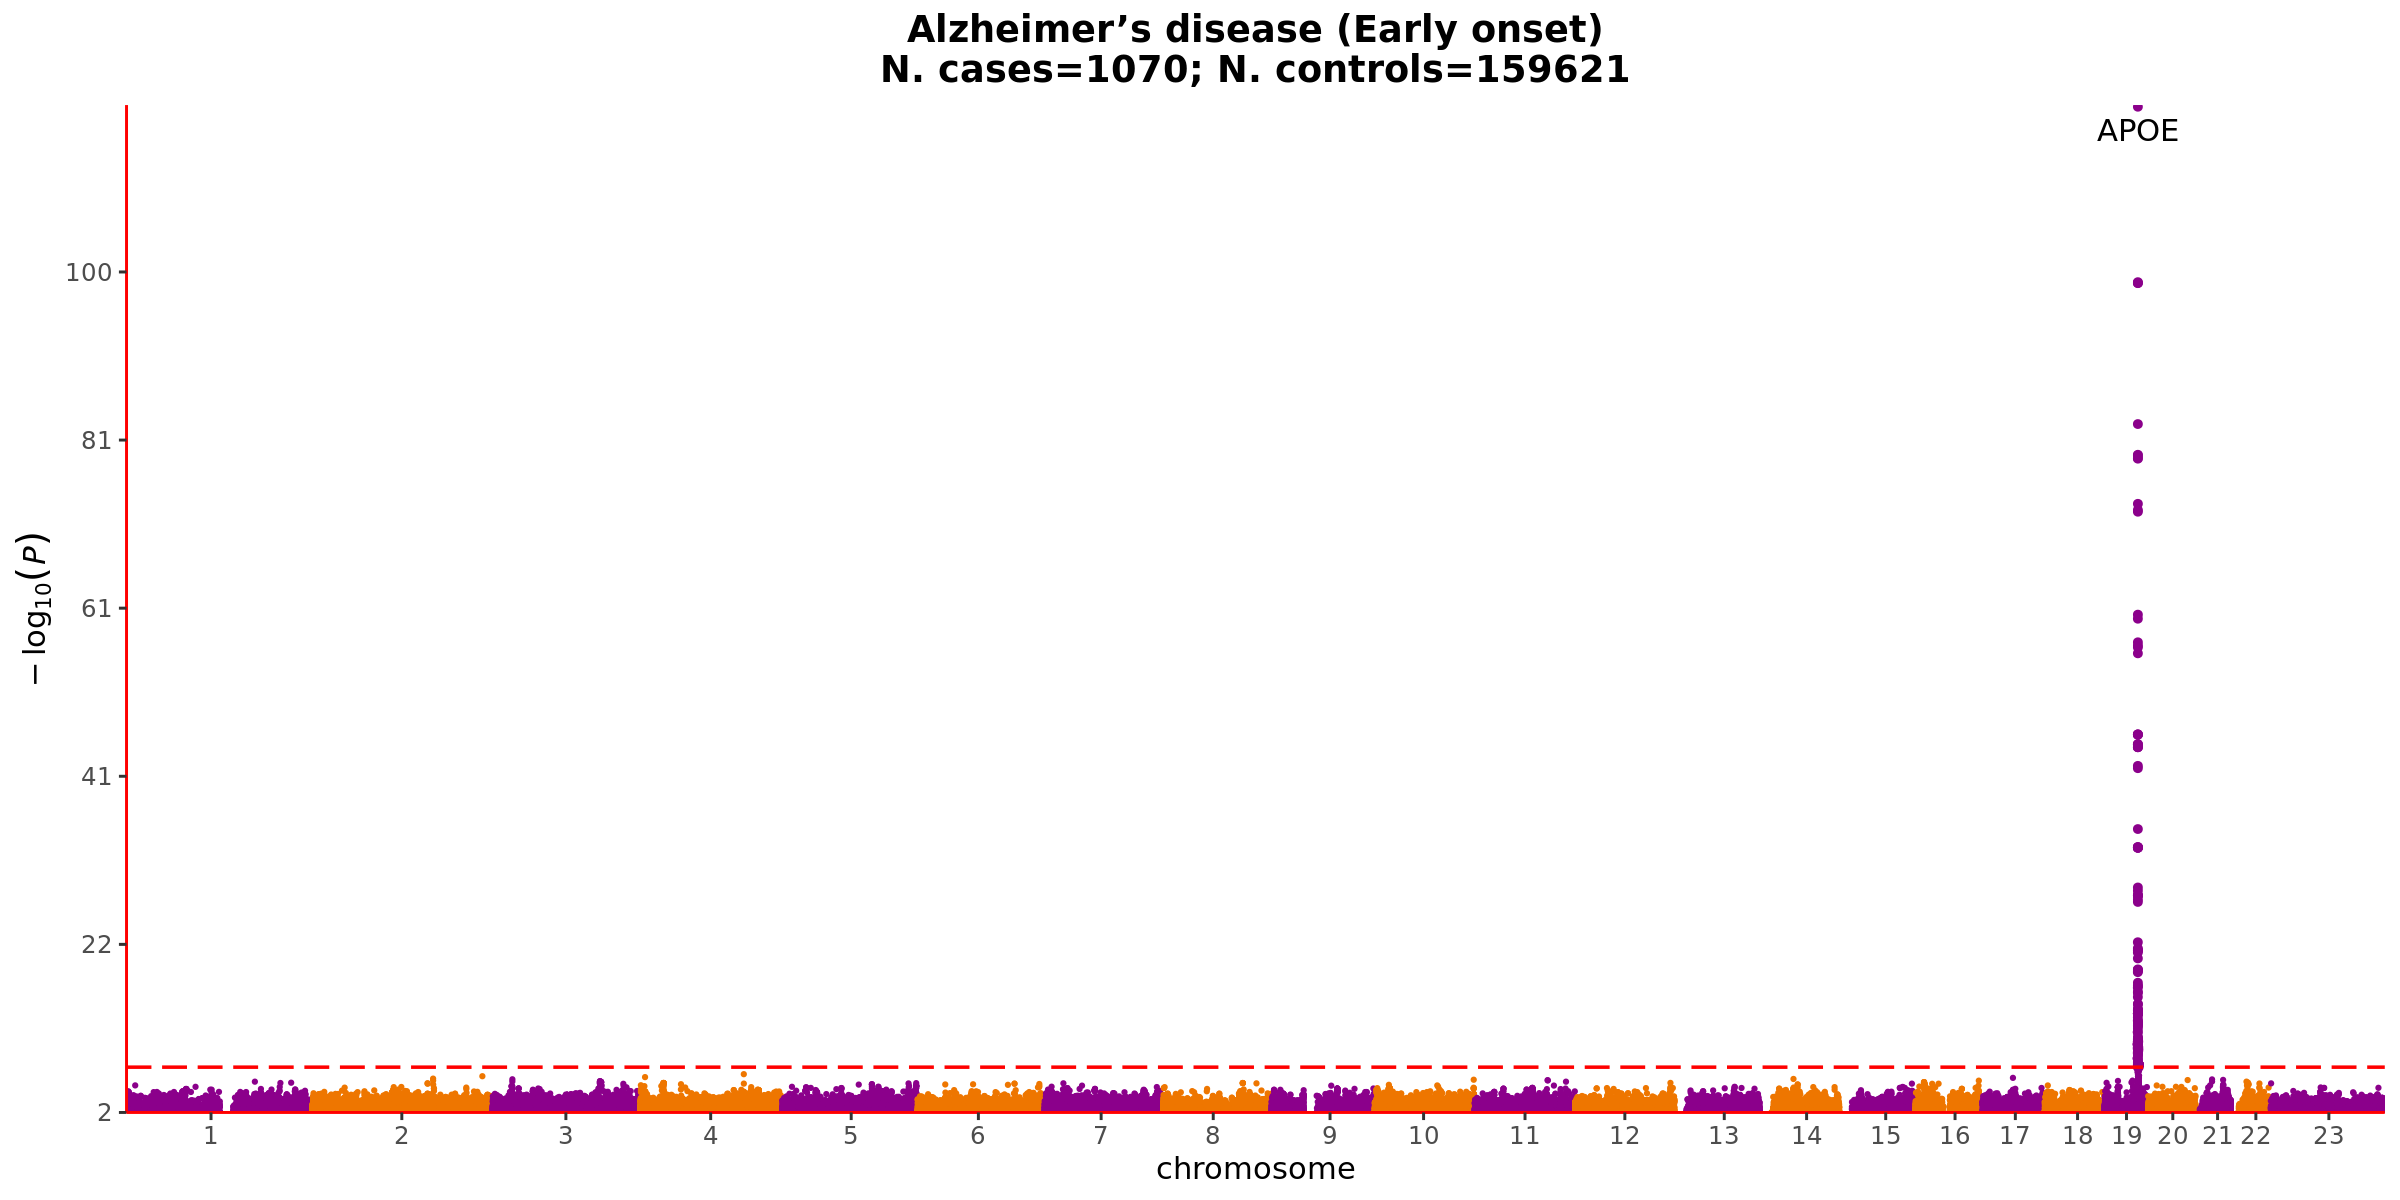 Alzheimer’s disease (Early onset)
N. cases=1070; N. controls=159621
APOE
100
81
61
41
22
2
−log₁₀(P)
1 2 3 4 5 6 7 8 9 10 11 12 13 14 15 16 17 18 19 20 21 22 23
chromosome